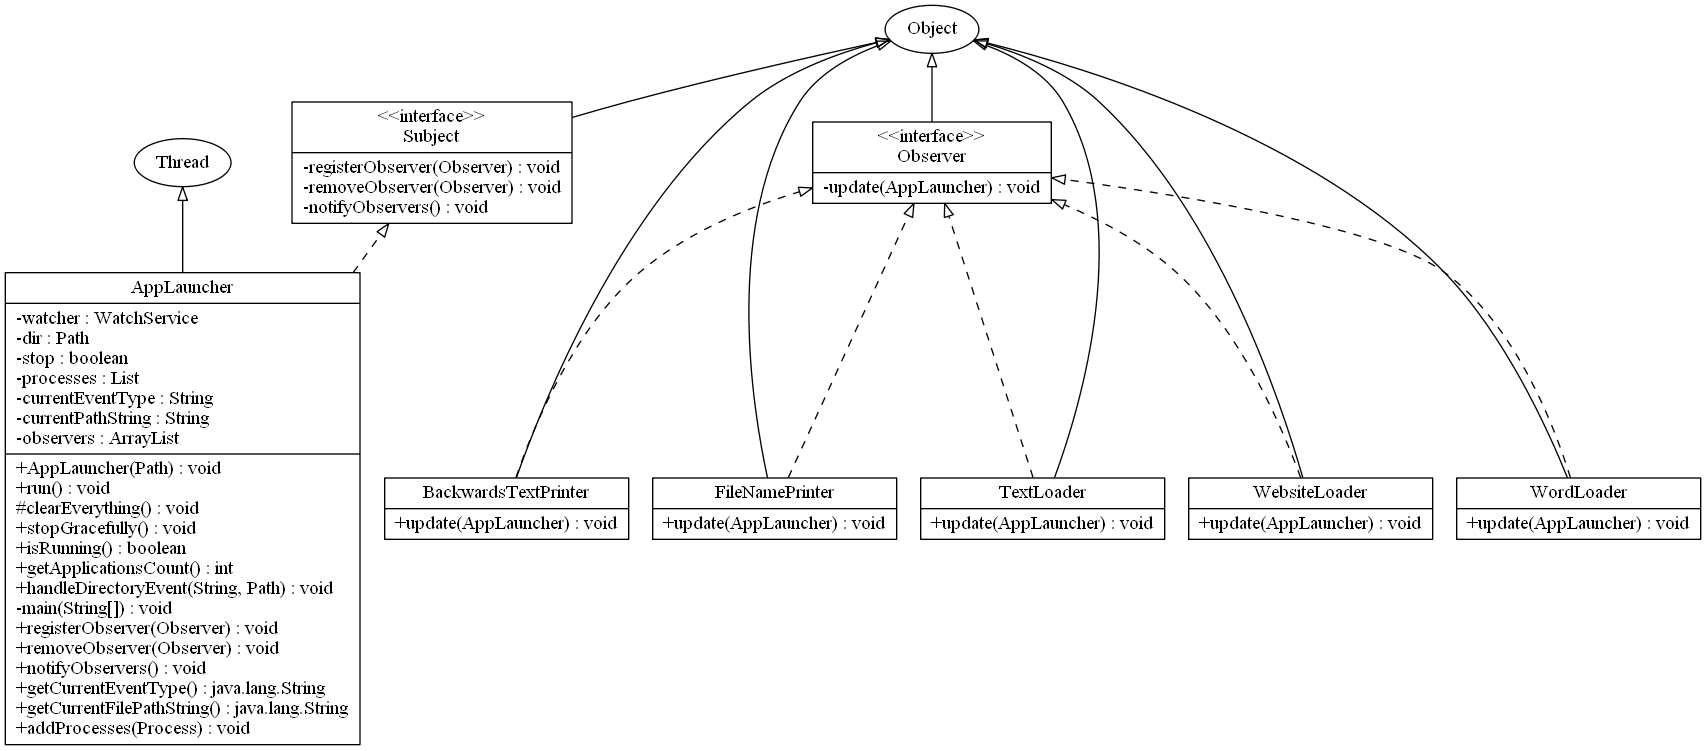 Object
<<interface>>
Subject
-registerObserver(Observer) : void
-removeObserver(Observer) : void
-notifyObservers() : void
<<interface>>
Observer
-update(AppLauncher) : void
Thread
AppLauncher
-watcher : WatchService
-dir : Path
-stop : boolean
-processes : List
-currentEventType : String
-currentPathString : String
-observers : ArrayList
+AppLauncher(Path) : void
+run() : void
#clearEverything() : void
+stopGracefully() : void
+isRunning() : boolean
+getApplicationsCount() : int
+handleDirectoryEvent(String, Path) : void
-main(String[]) : void
+registerObserver(Observer) : void
+removeObserver(Observer) : void
+notifyObservers() : void
+getCurrentEventType() : java.lang.String
+getCurrentFilePathString() : java.lang.String
+addProcesses(Process) : void
BackwardsTextPrinter
+update(AppLauncher) : void
FileNamePrinter
+update(AppLauncher) : void
TextLoader
+update(AppLauncher) : void
WebsiteLoader
+update(AppLauncher) : void
WordLoader
+update(AppLauncher) : void